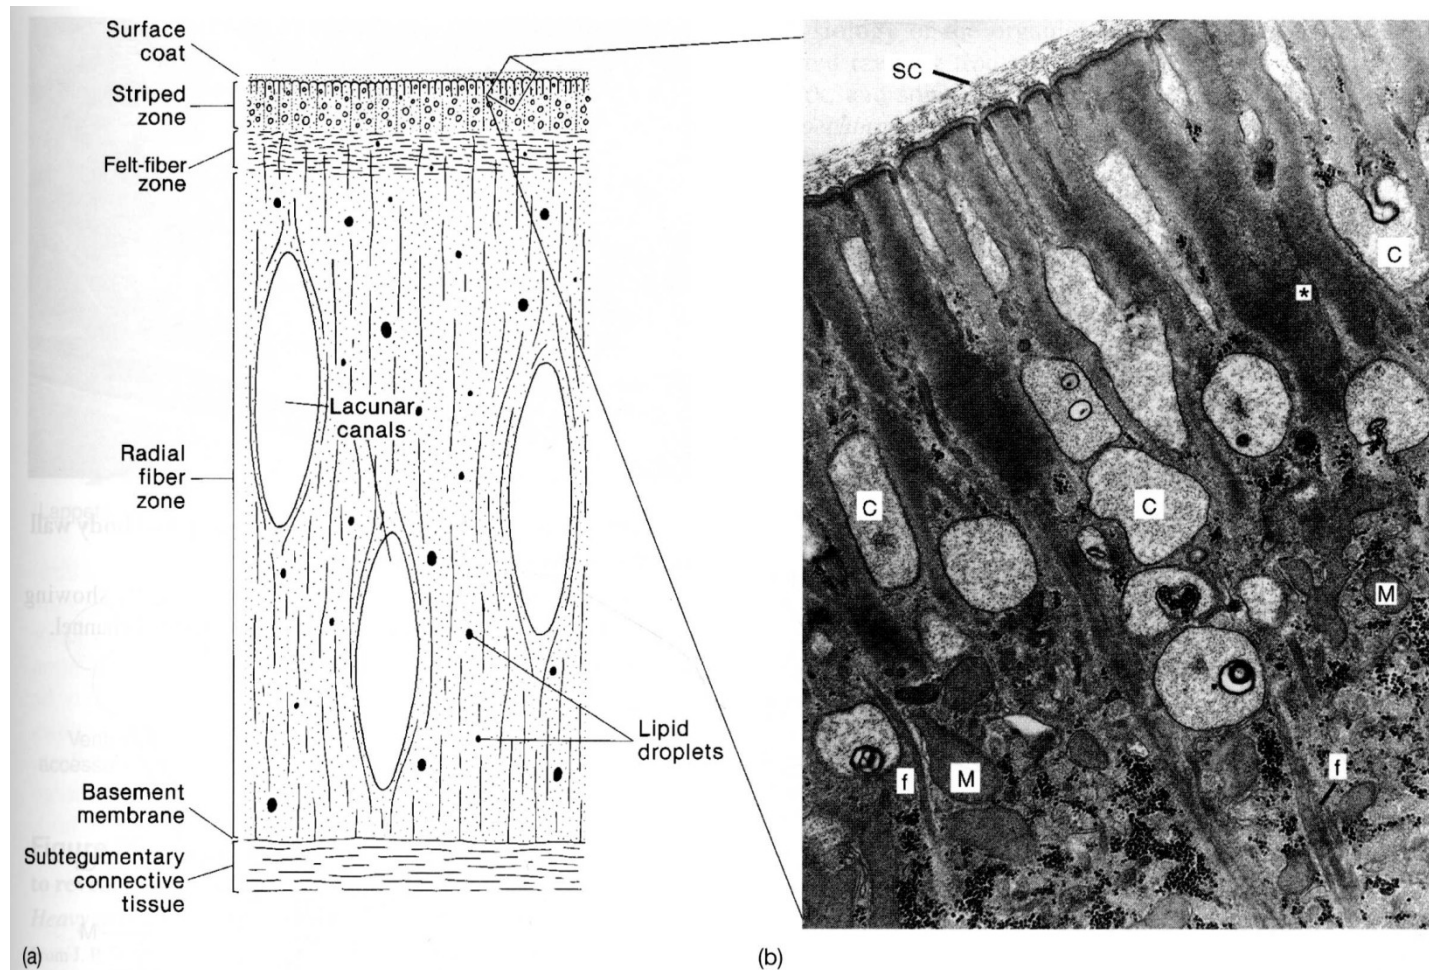 Surface
coat
Striped
zone
Felt-fiber
zone
Radial
fiber
zone
Lacunar
canals
Lipid
droplets
Basement
membrane
Subtegumentary
connective
tissue
(a)
SC
C
*
C
C
M
M
f
f
(b)